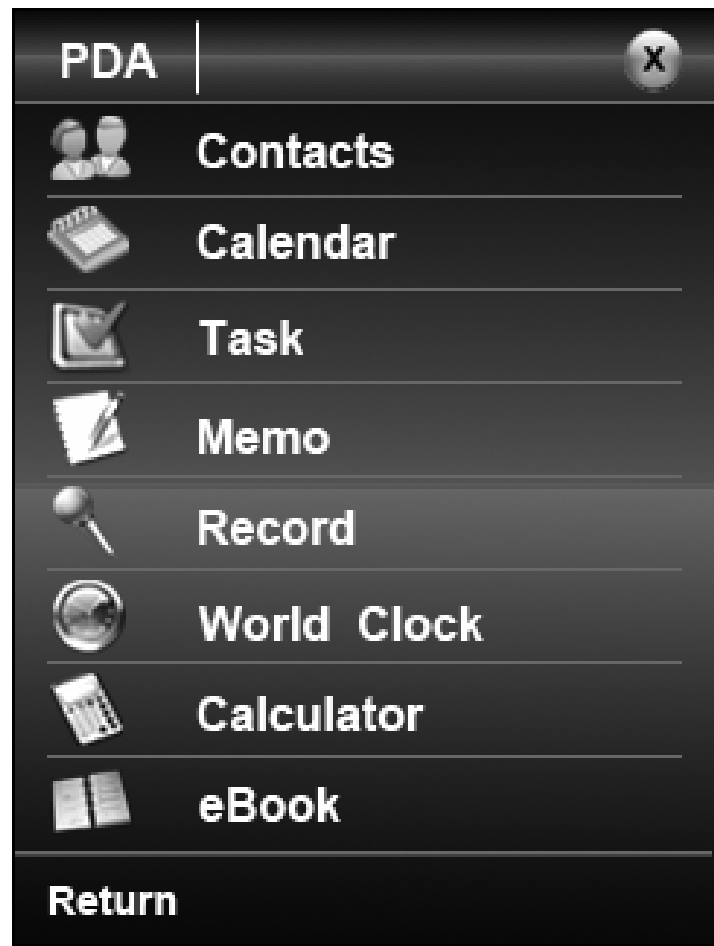 PDA X
Contacts
Calendar
Task
Memo
Record
World Clock
Calculator
eBook
Return